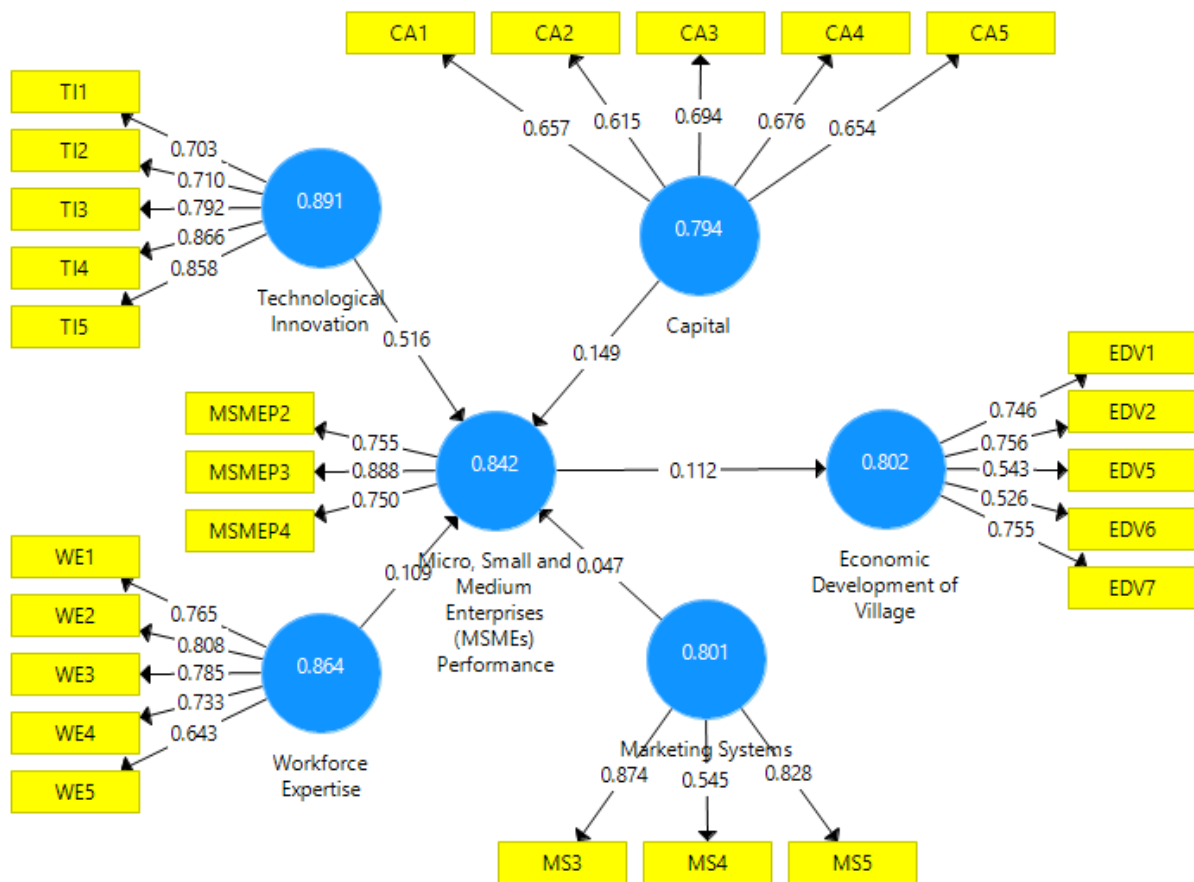 CA1 CA2 CA3 CA4 CA5
0.657 0.615 0.694 0.676 0.654
0.794
Capital
0.149
TI1
TI2
TI3
TI4
TI5
0.703
0.710
0.792
0.866
0.858
0.891
Technological
Innovation
0.516
MSMEP2
MSMEP3
MSMEP4
0.755
0.888
0.750
0.842
Micro, Small and
Medium
Enterprises
(MSMEs)
Performance
0.112
0.802
Economic
Development of
Village
0.746
0.756
0.543
0.526
0.755
EDV1
EDV2
EDV5
EDV6
EDV7
WE1
WE2
WE3
WE4
WE5
0.765
0.808
0.785
0.733
0.643
0.864
Workforce
Expertise
0.109
0.047
0.801
Marketing Systems
0.874 0.545 0.828
MS3 MS4 MS5